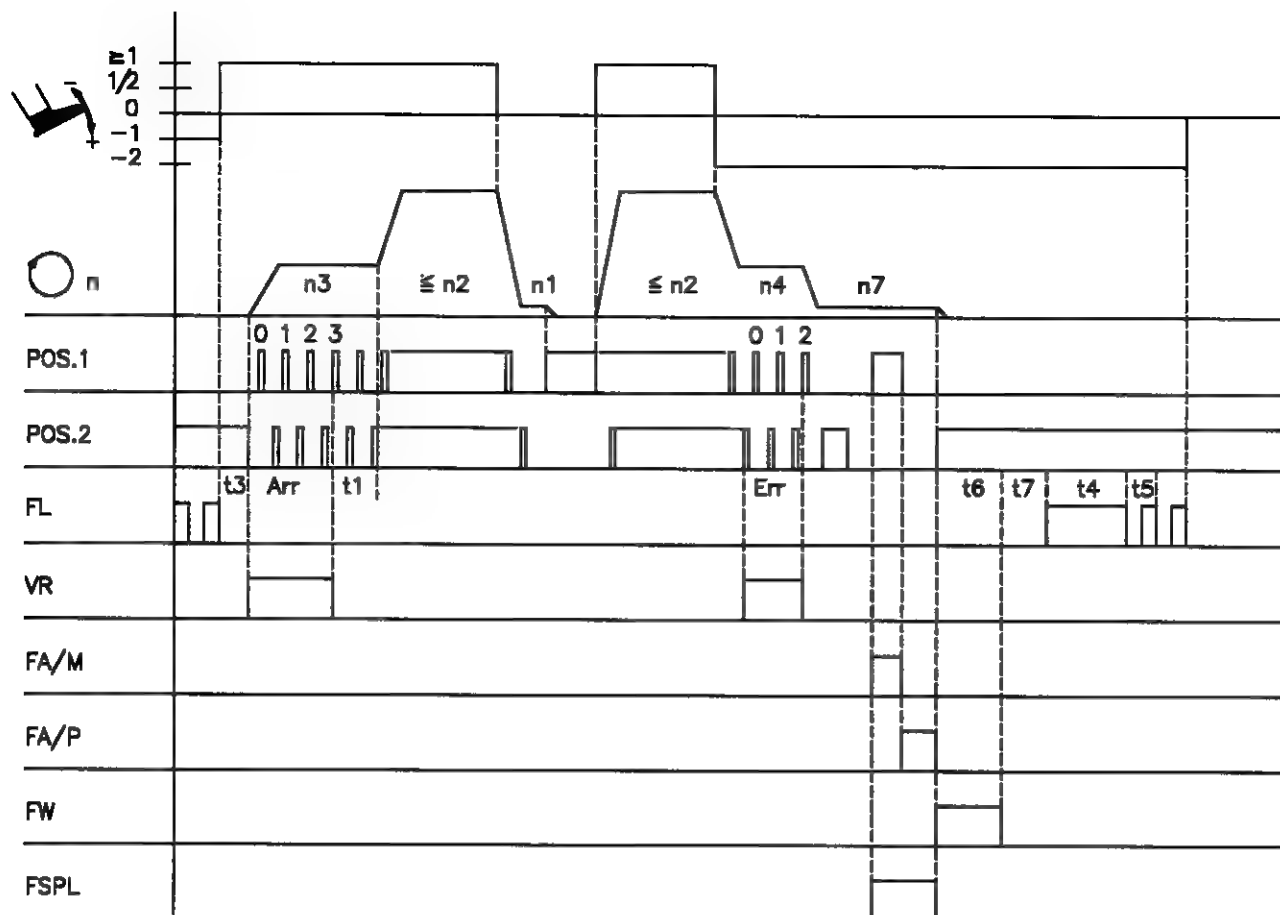 ≧1
1/2
0
-1
-2
-
+
n
n3
≦ n2
n1
≦ n2
n4
n7
0 1 2 3
0 1 2
POS.1
POS.2
t3 Arr t1
Err
t6 t7 t4 t5
FL
VR
FA/M
FA/P
FW
FSPL